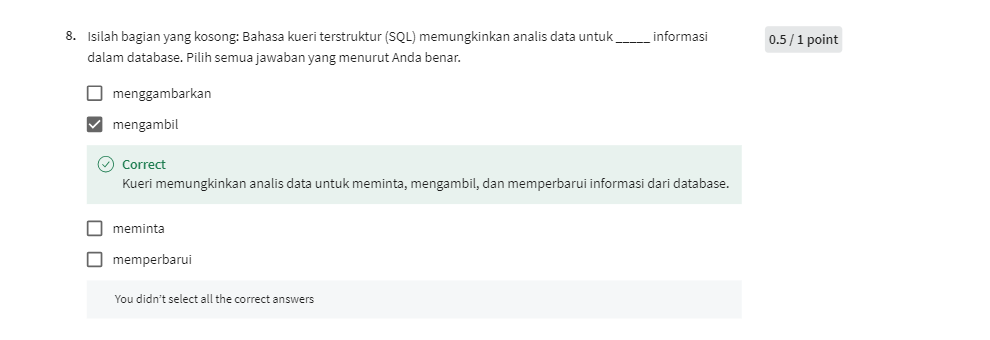 8. Isilah bagian yang kosong: Bahasa kueri terstruktur (SQL) memungkinkan analis data untuk _____ informasi
0.5 / 1 point
dalam database. Pilih semua jawaban yang menurut Anda benar.
menggambarkan
mengambil
Correct
Kueri memungkinkan analis data untuk meminta, mengambil, dan memperbarui informasi dari database.
meminta
memperbarui
You didn't select all the correct answers